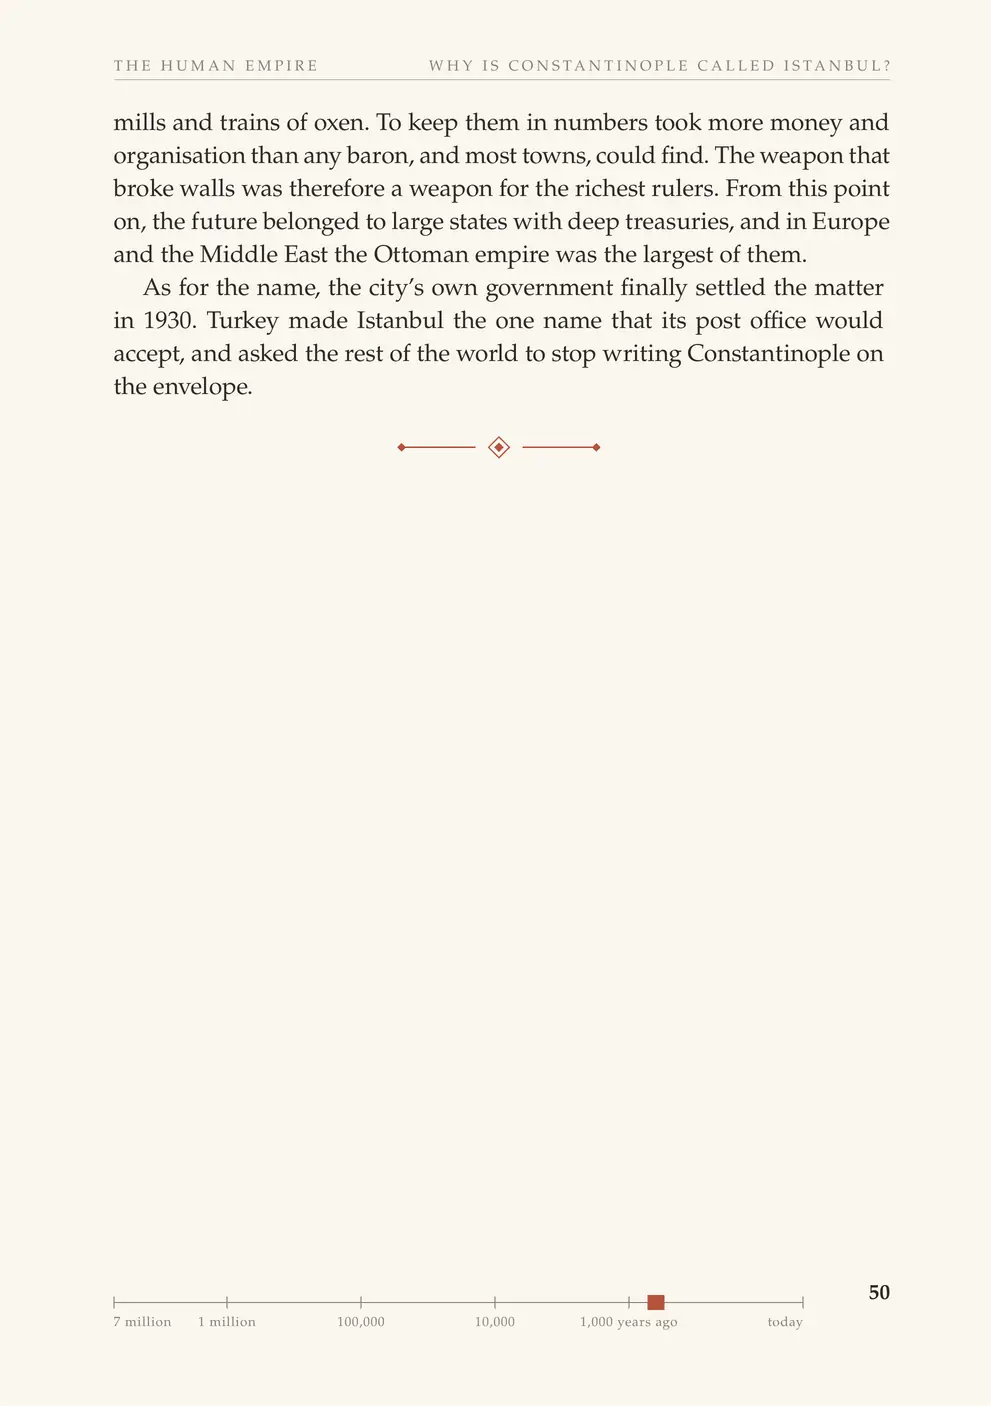 THE HUMAN EMPIRE
WHY IS CONSTANTINOPLE CALLED ISTANBUL?
mills and trains of oxen. To keep them in numbers took more money and
organisation than any baron, and most towns, could find. The weapon that
broke walls was therefore a weapon for the richest rulers. From this point
on, the future belonged to large states with deep treasuries, and in Europe
and the Middle East the Ottoman empire was the largest of them.
As for the name, the city’s own government finally settled the matter
in 1930. Turkey made Istanbul the one name that its post office would
accept, and asked the rest of the world to stop writing Constantinople on
the envelope.
50
7 million 1 million 100,000 10,000 1,000 years ago today